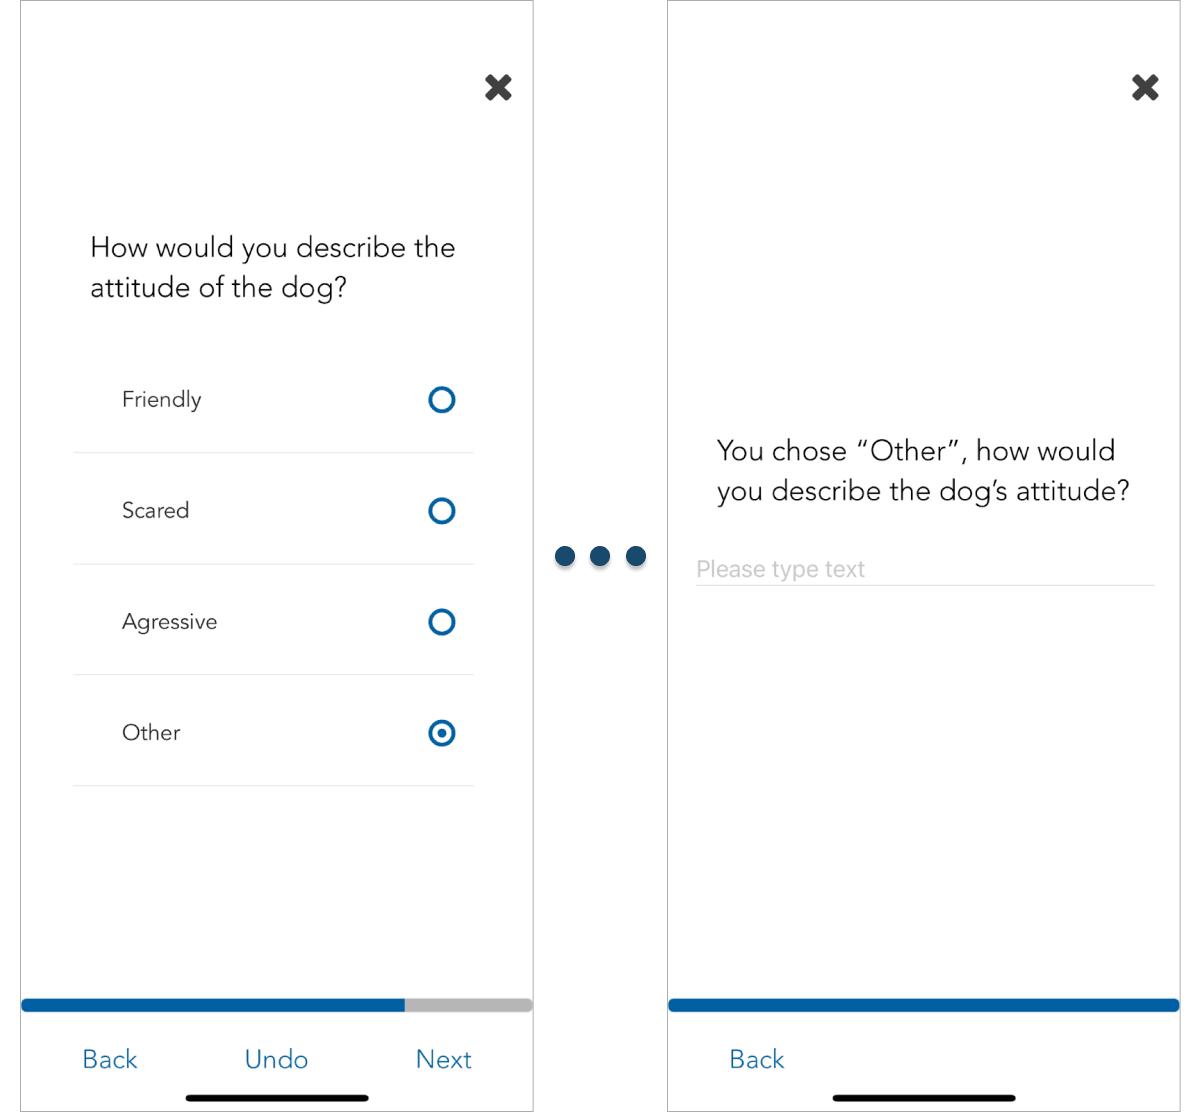 How would you describe the
attitude of the dog?
Friendly
Scared
Agressive
Other
Back
Undo
Next
You chose “Other”, how would
you describe the dog’s attitude?
Please type text
Back